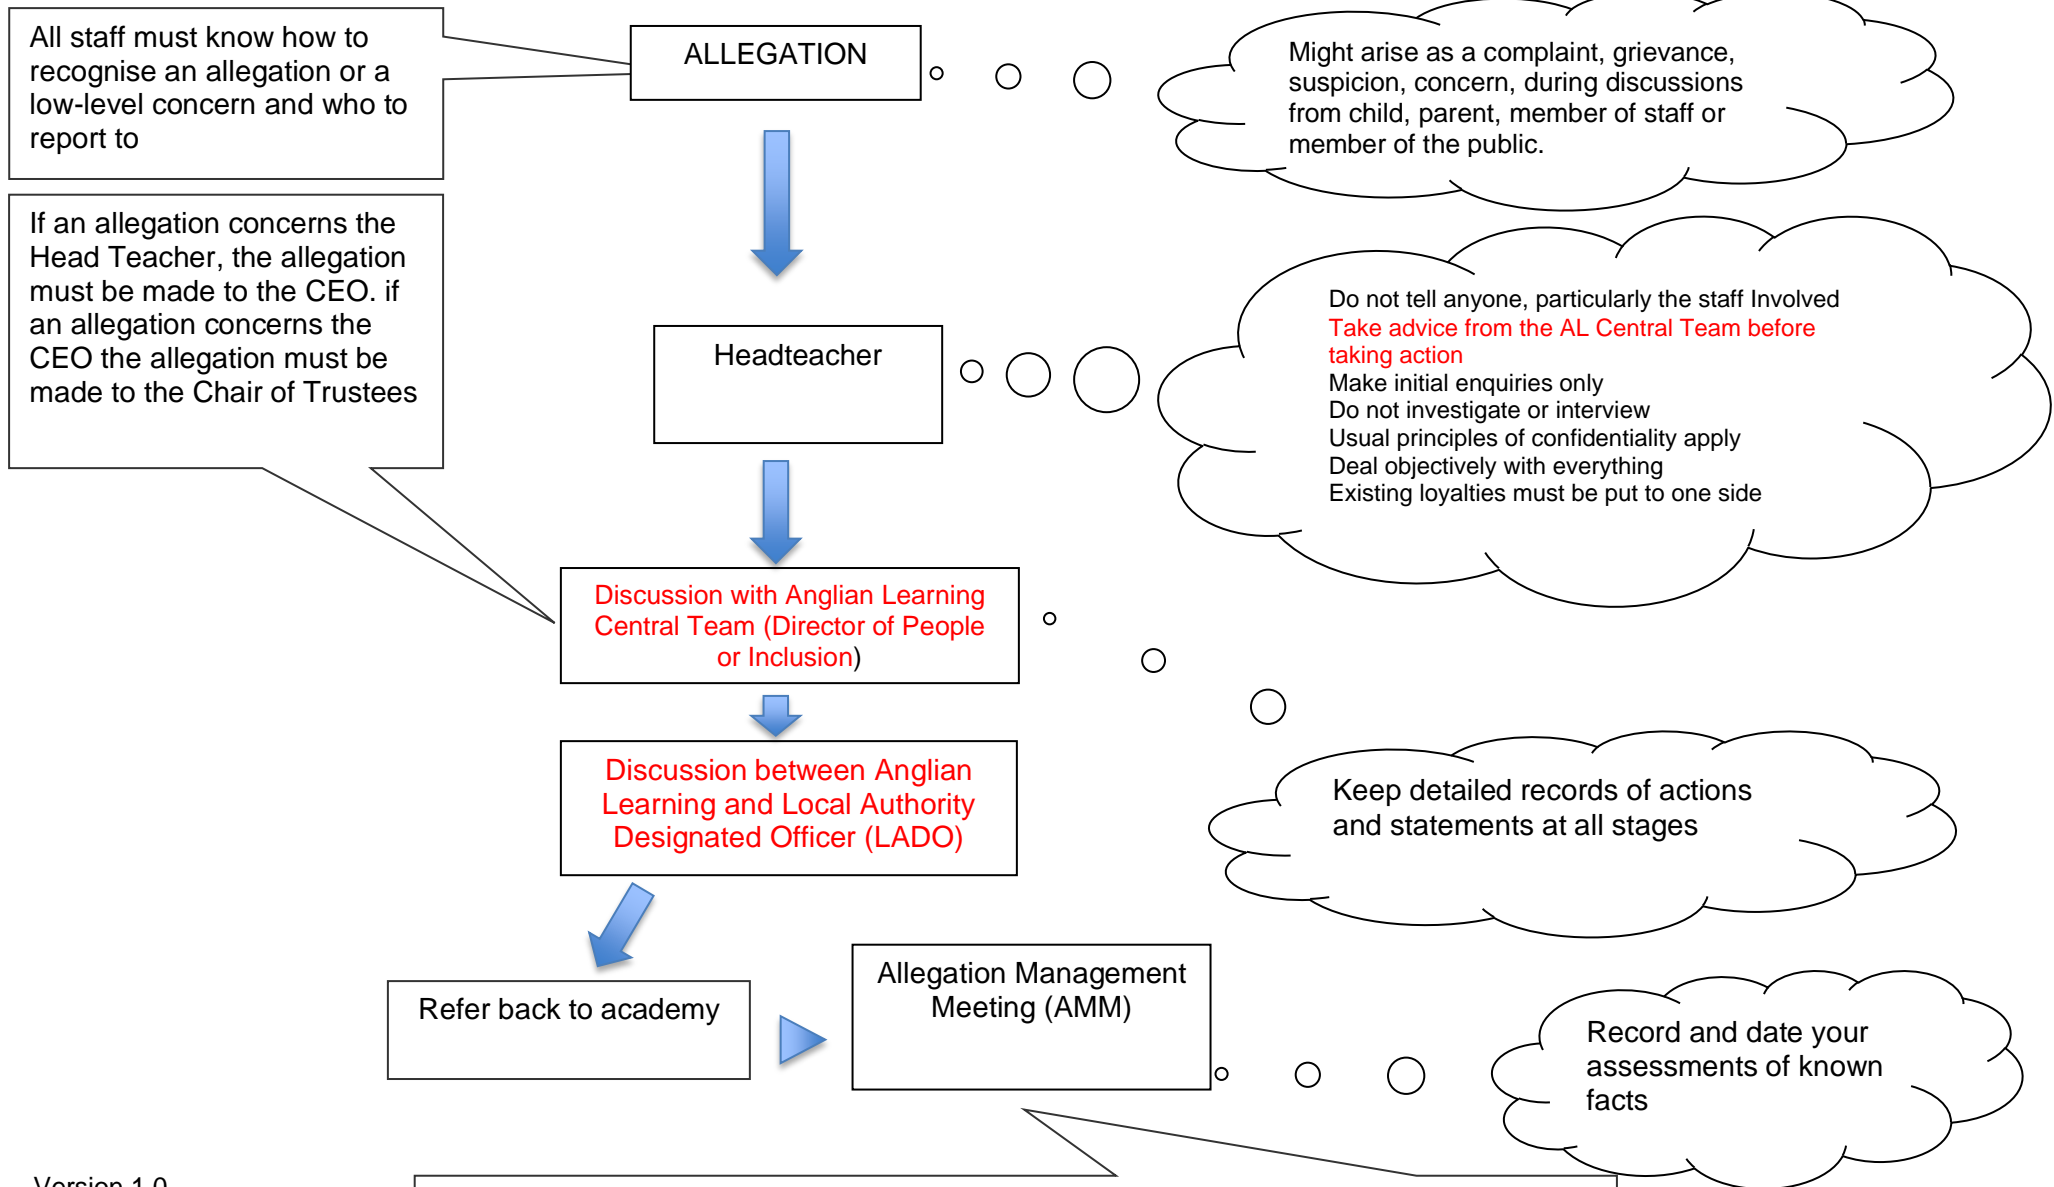 All staff must know how to
recognise an allegation or a
low-level concern and who to
report to
ALLEGATION
Might arise as a complaint, grievance,
suspicion, concern, during discussions
from child, parent, member of staff or
member of the public.
If an allegation concerns the
Head Teacher, the allegation
must be made to the CEO. if
an allegation concerns the
CEO the allegation must be
made to the Chair of Trustees
Headteacher
Do not tell anyone, particularly the staff Involved
Take advice from the AL Central Team before
taking action
Make initial enquiries only
Do not investigate or interview
Usual principles of confidentiality apply
Deal objectively with everything
Existing loyalties must be put to one side
Discussion with Anglian Learning
Central Team (Director of People
or Inclusion)
Discussion between Anglian
Learning and Local Authority
Designated Officer (LADO)
Keep detailed records of actions
and statements at all stages
Refer back to academy
Allegation Management
Meeting (AMM)
Record and date your
assessments of known
facts
Version 1.0